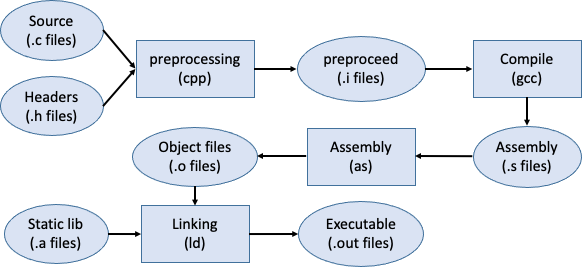 Source
(.c files)
Headers
(.h files)
preprocessing
(cpp)
preproceed
(.i files)
Compile
(gcc)
Assembly
(.s files)
Assembly
(as)
Object files
(.o files)
Static lib
(.a files)
Linking
(ld)
Executable
(.out files)